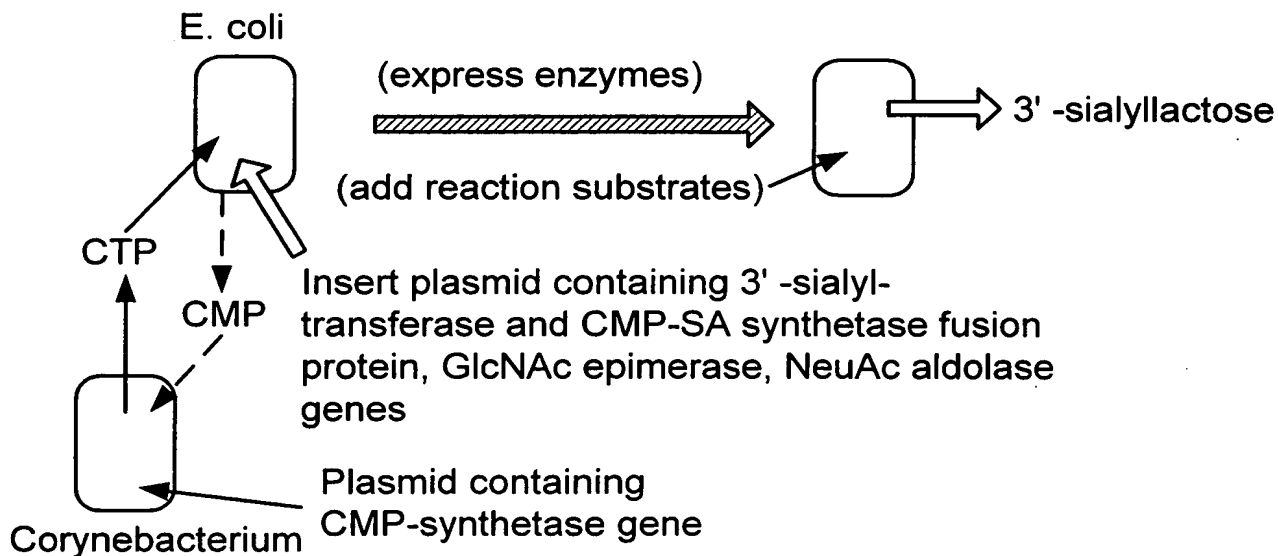 E. coli
(express enzymes)
3' -sialyllactose
(add reaction substrates)
CTP
CMP
Insert plasmid containing 3' -sialyl-
transferase and CMP-SA synthetase fusion
protein, GlcNAc epimerase, NeuAc aldolase
genes
Plasmid containing
CMP-synthetase gene
Corynebacterium